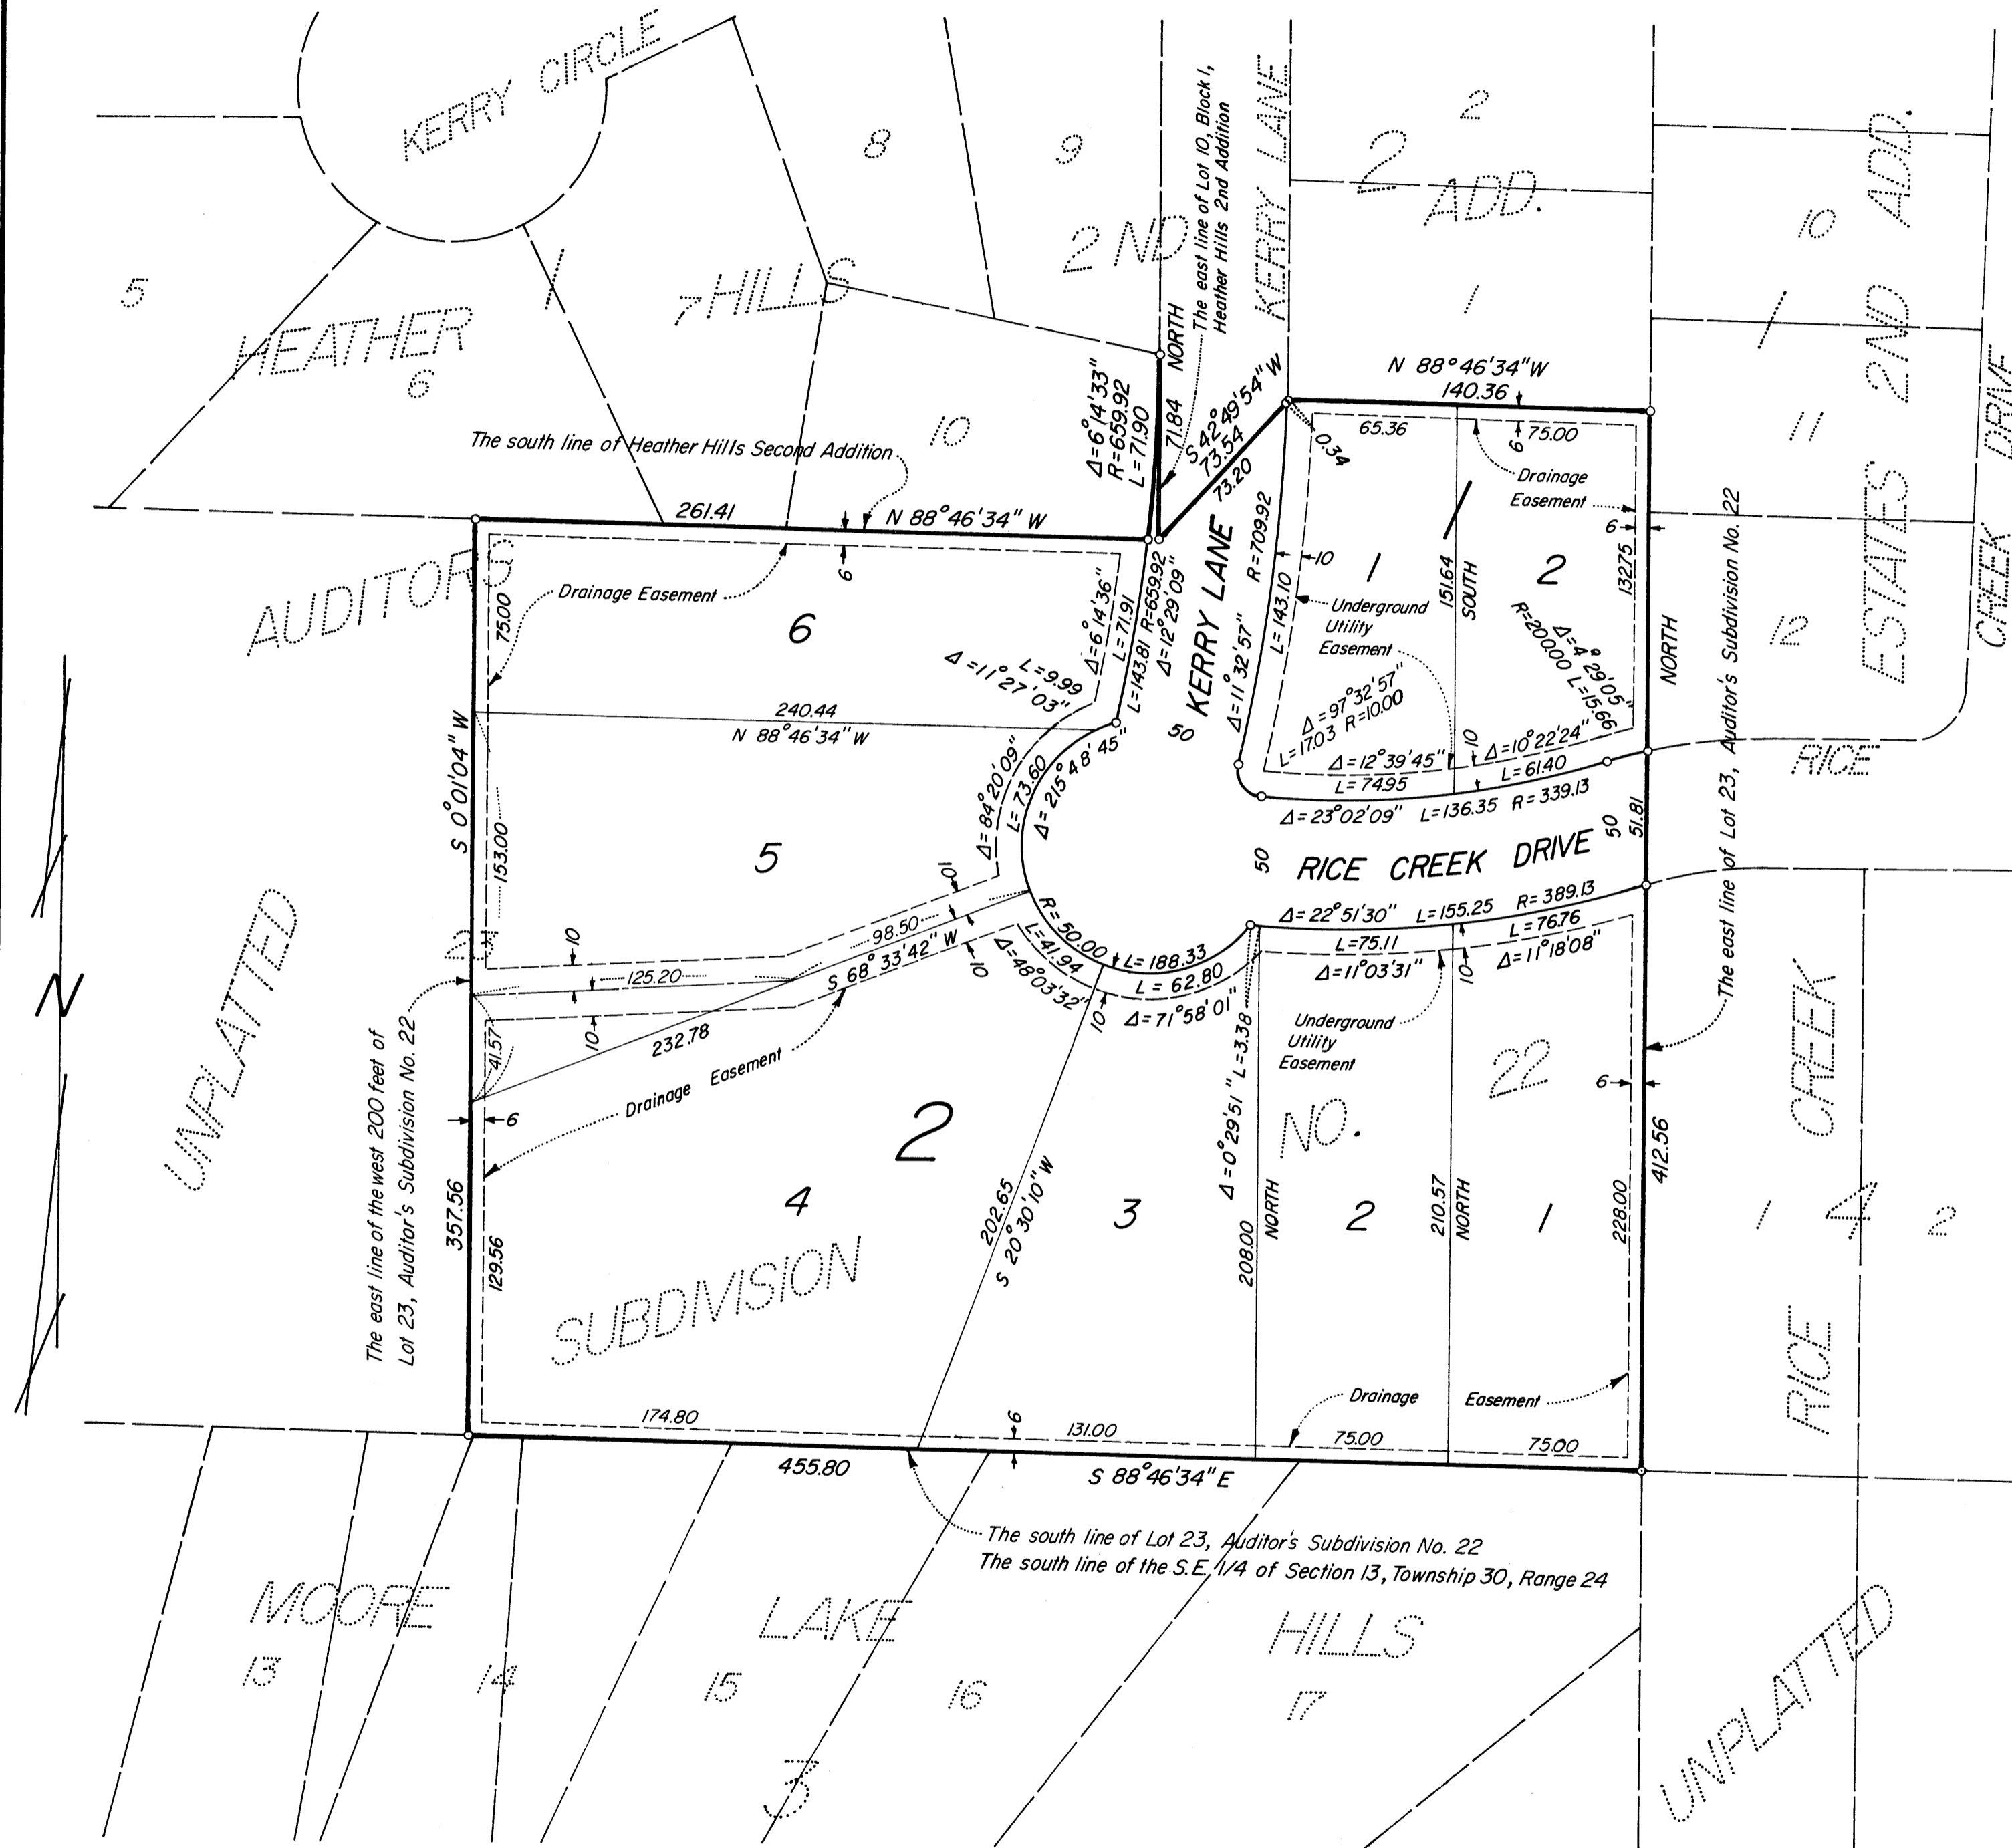 KERRY CIRCLE
8
9
2
2
ADD.
1
10
5
HEATHER
6
1
7
HILLS
2 ND
10
KERRY LANE
The east line of Lot 10, Block 1,
Heather Hills 2nd Addition
NORTH
71.84
Δ=6°14'33"
R=659.92
L=71.90
S 42°49'54" W
73.54
73.20
0.34
N 88°46'34" W
140.36
65.36
6
75.00
Drainage
Easement
6
ESTATES 2ND ADD.
1
11
12
CREEK DRIVE
The south line of Heather Hills Second Addition
261.41
N 88°46'34" W
6
AUDITORS
Drainage Easement
75.00
6
Δ=6°14'36"
L=71.91
L=143.81 R=659.92
Δ=12°29'09"
KERRY LANE
50
R=709.92
Δ=11°32'57"
L=143.10
10
1
1
2
Underground
Utility
Easement
151.64
SOUTH
132.75
NORTH
Δ=4°29'05"
R=200.00 L=15.66
Δ=97°32'57"
L=17.03 R=10.00
L=9.99
Δ=11°27'03"
240.44
N 88°46'34" W
S 0°01'04" W
153.00
5
Δ=84°20'09"
L=73.60
Δ=215°48'45"
Δ=12°39'45"
L=74.95
10
Δ=10°22'24"
L=61.40
Δ=23°02'09" L=136.35 R=339.13
50
51.81
50
RICE CREEK DRIVE
RICE
The east line of Lot 23, Auditor's Subdivision No. 22
UNPLATTED
N
23
10
125.20
10
10
98.50
S 68°33'42" W
10
R=50.00
L=41.94
Δ=48°03'32"
L=188.33
L=62.80
Δ=71°58'01"
10
Δ=22°51'30" L=155.25 R=389.13
L=75.11
Δ=11°03'31"
L=76.76
Δ=11°18'08"
10
Underground
Utility
Easement
232.78
41.57
Drainage Easement
6
The east line of the west 200 feet of
Lot 23, Auditor's Subdivision No. 22
357.56
129.56
2
4
SUBDIVISION
202.65
S 20°30'10" W
3
Δ=0°29'51" L=3.38
208.00
NORTH
NO.
22
2
210.57
NORTH
1
6
228.00
412.56
RICE CREEK
1
4
2
174.80
6
131.00
Drainage Easement
75.00
75.00
455.80
S 88°46'34" E
The south line of Lot 23, Auditor's Subdivision No. 22
The south line of the S.E. 1/4 of Section 13, Township 30, Range 24
MOORE
LAKE
HILLS
13
14
15
16
17
3
UNPLATTED